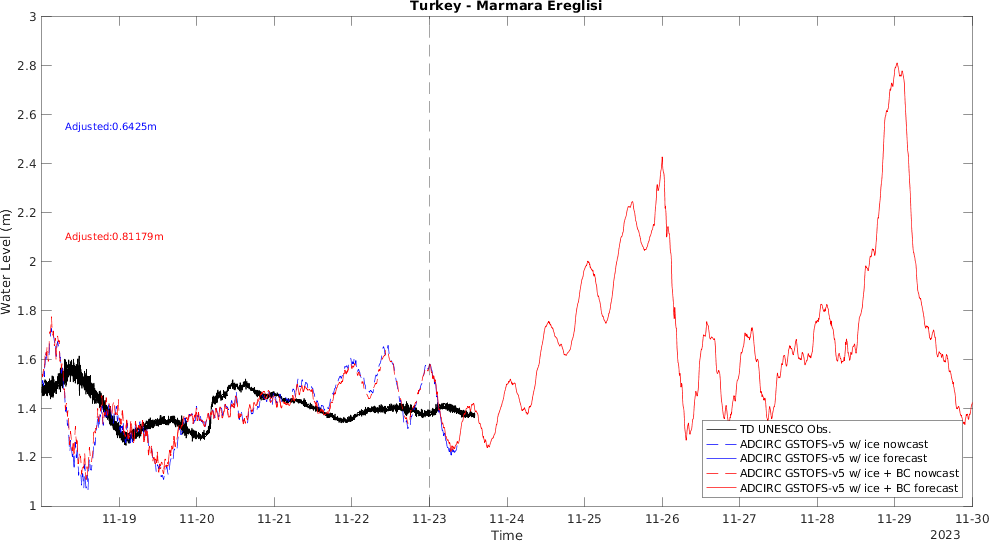 Turkey - Marmara Ereglisi
3
2.8
2.6
2.4
2.2
2
1.8
1.6
1.4
1.2
1
Water Level (m)
Adjusted:0.6425m
Adjusted:0.81179m
TD UNESCO Obs.
ADCIRC GSTOFS-v5 w/ ice nowcast
ADCIRC GSTOFS-v5 w/ ice forecast
ADCIRC GSTOFS-v5 w/ ice + BC nowcast
ADCIRC GSTOFS-v5 w/ ice + BC forecast
11-19 11-20 11-21 11-22 11-23 11-24 11-25 11-26 11-27 11-28 11-29 11-30
Time
2023